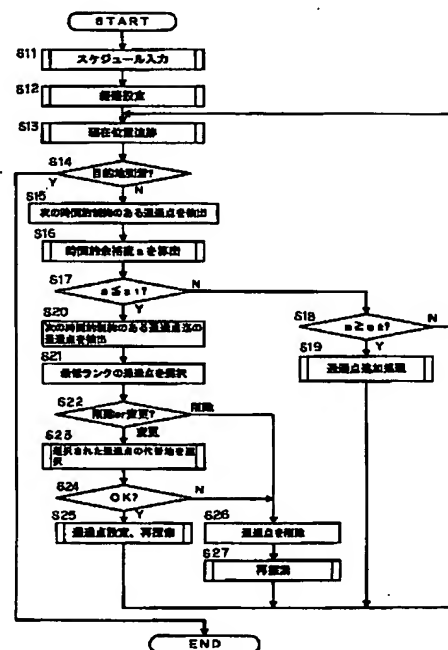 START
S11
スケジュール入力
S12
経路設定
S13
現在位置追跡
S14
目的地到着?
Y
N
S15
次の時間的制約のある通過点を検出
S16
時間的余裕度 a を算出
S17
a≦a1?
N
Y
S18
a≧a2?
N
Y
S19
通過点追加処理
S20
次の時間的制約のある通過点迄の
通過点を検出
S21
最低ランクの通過点を選択
S22
削除or変更?
削除
変更
S23
選択された通過点の代替地を選
択
S24
OK?
N
Y
S25
通過点設定、再探索
S26
通過点を削除
S27
再探索
END